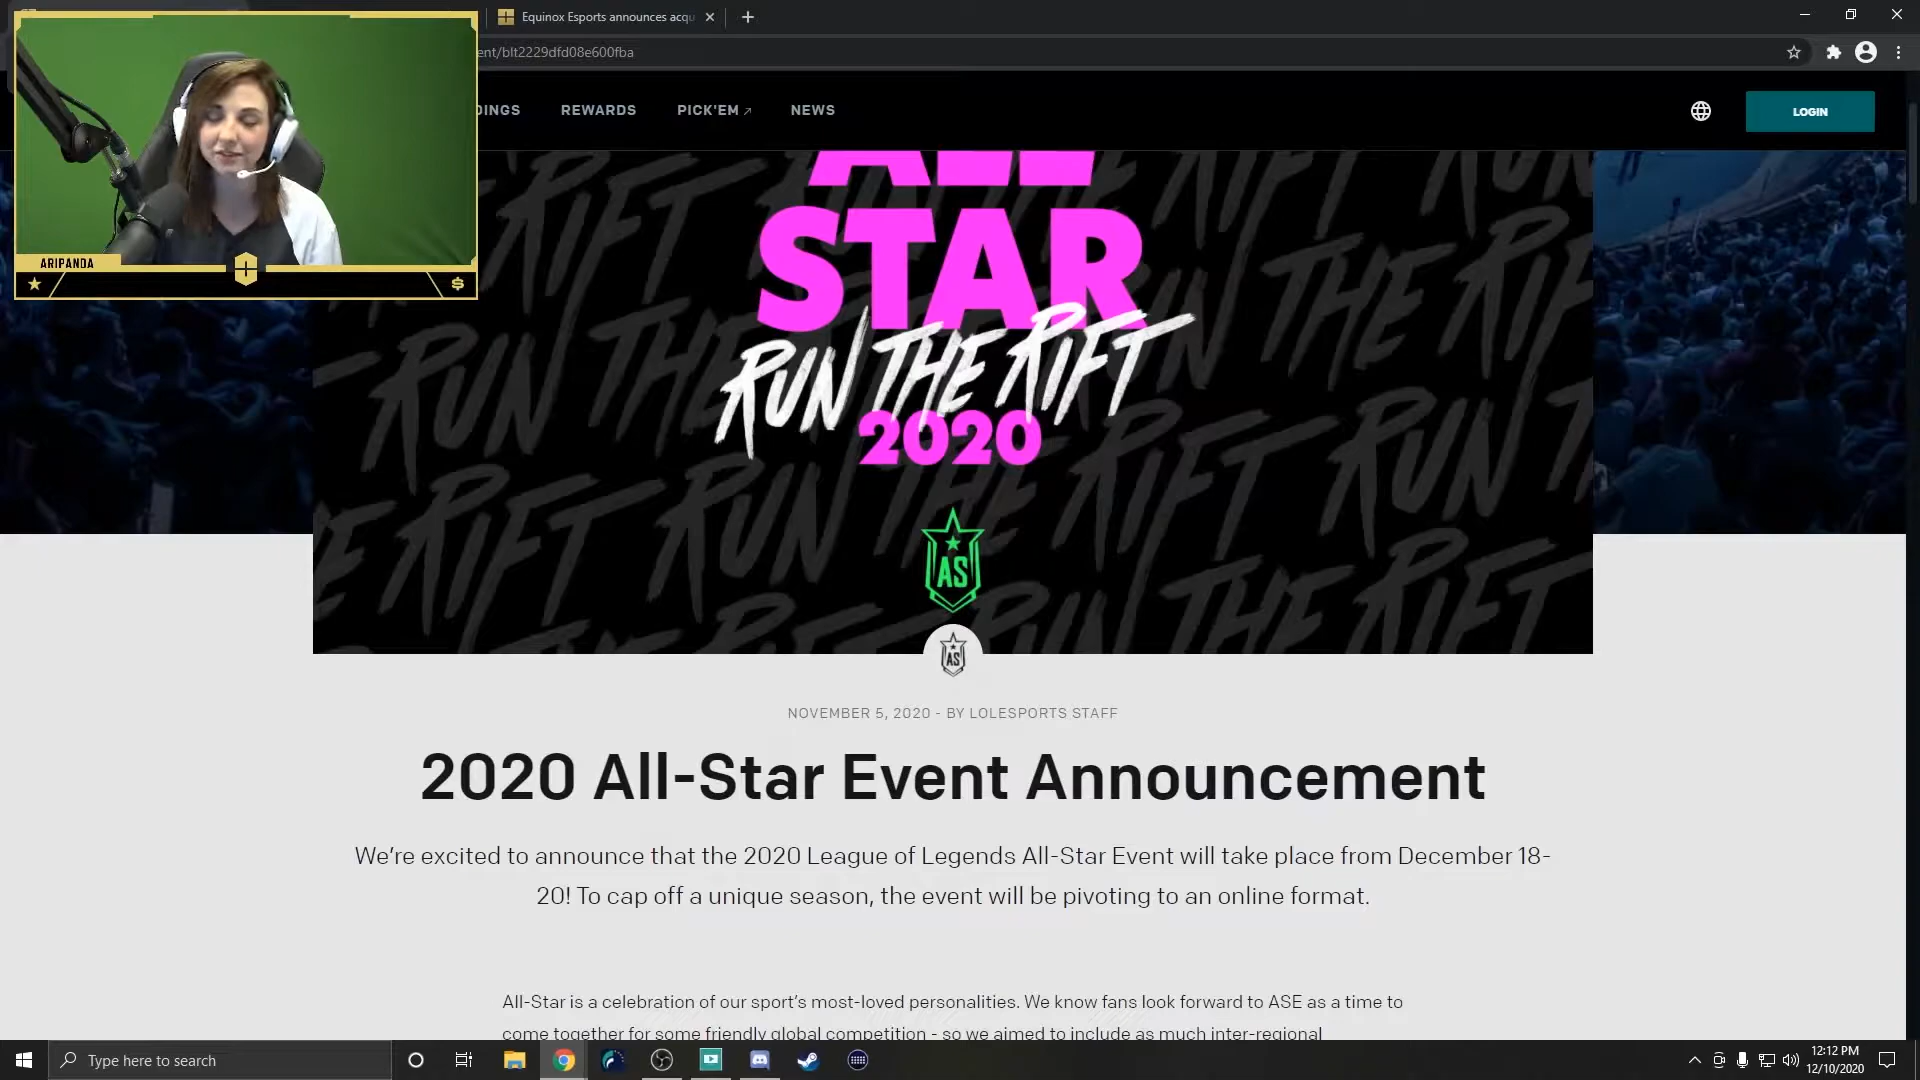 Equinox Esports announces acqu
ent/blt2229dfd08e600fba
DINGS
REWARDS
PICK'EM
NEWS
LOGIN
ARIPANDA
ALL
STAR
RUN THE RIFT
2020
AS
AS
NOVEMBER 5, 2020 - BY LOLESPORTS STAFF
2020 All-Star Event Announcement
We’re excited to announce that the 2020 League of Legends All-Star Event will take place from December 18-
20! To cap off a unique season, the event will be pivoting to an online format.
All-Star is a celebration of our sport’s most-loved personalities. We know fans look forward to ASE as a time to
come together for some friendly global competition - so we aimed to include as much inter-regional
Type here to search
12:12 PM
12/10/2020